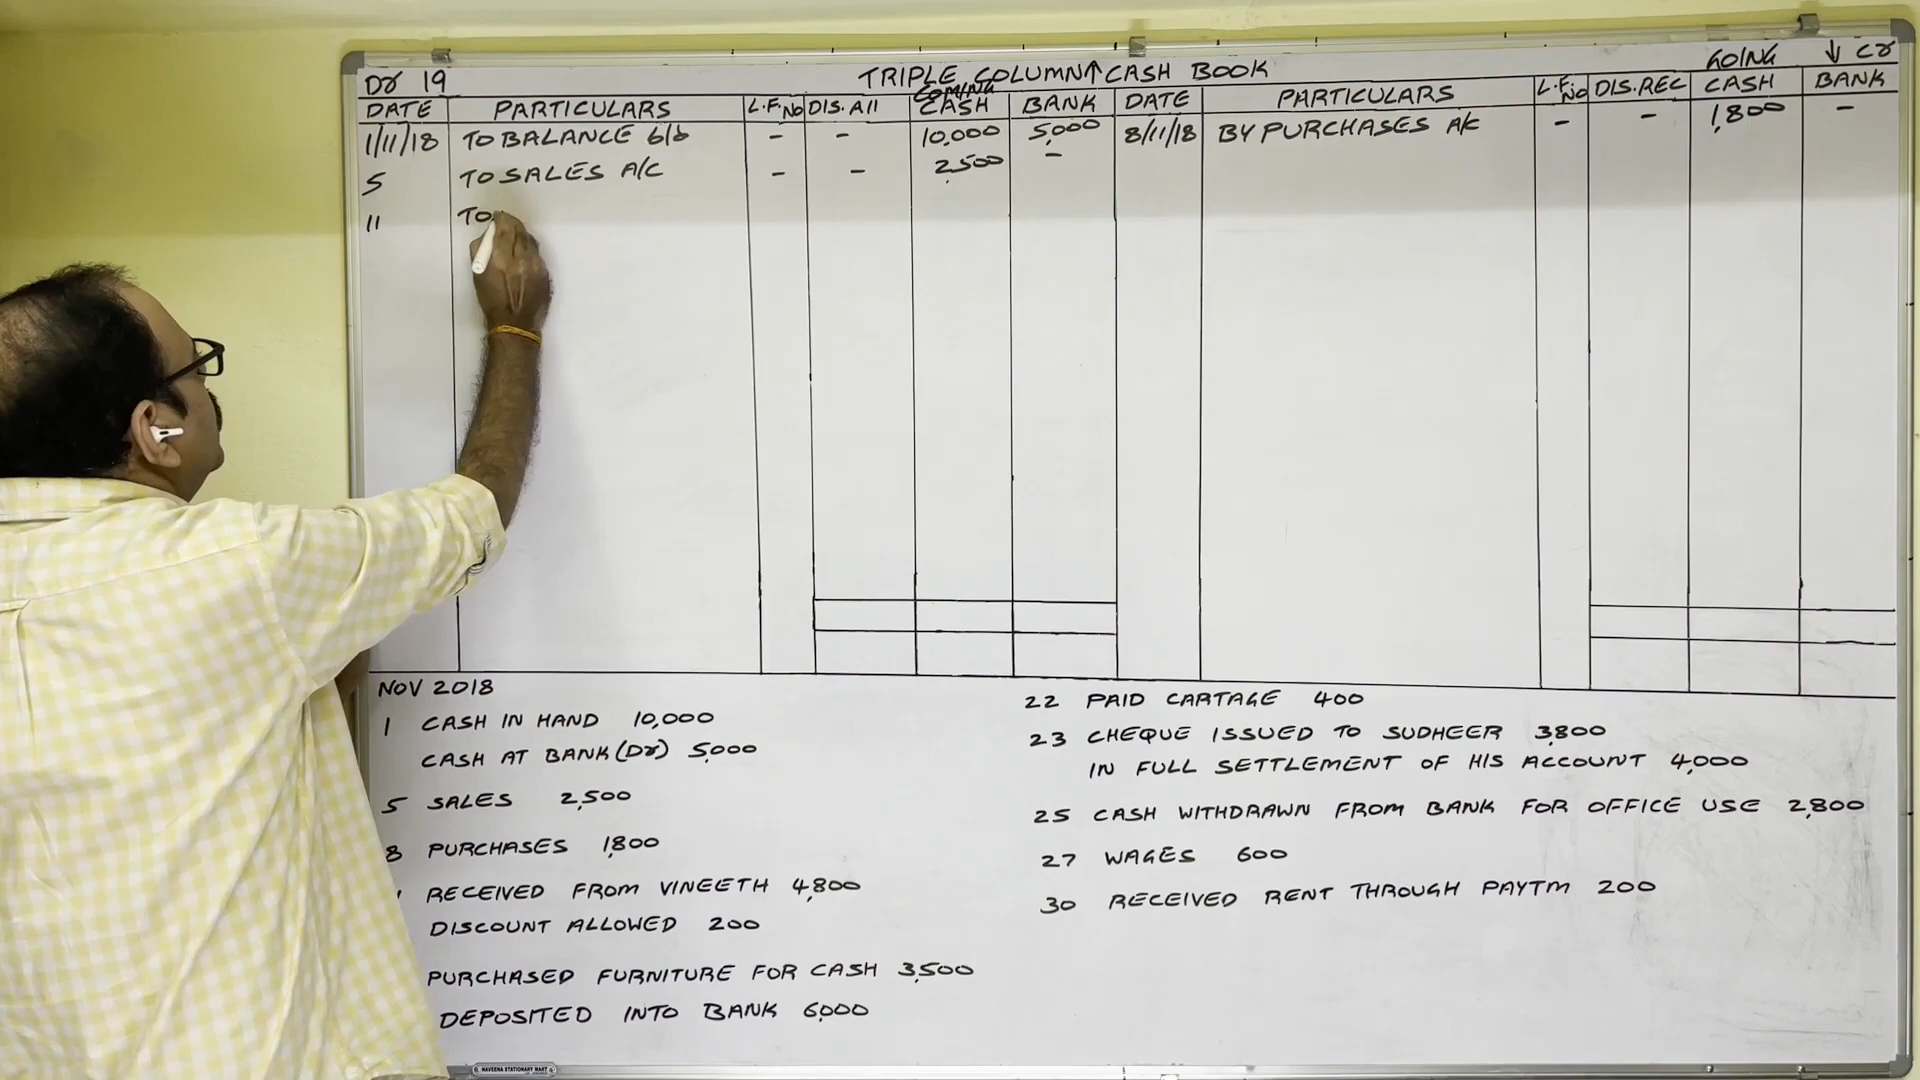 Dr 19 TRIPLE COLUMN↑ CASH BOOK GOING ↓ Cr
DATE PARTICULARS L.F.No DIS.All COMING CASH BANK DATE PARTICULARS L.F.No DIS.REC CASH BANK
1/11/18 TO BALANCE b/b - - 10,000 5,000 8/11/18 BY PURCHASES A/c - - 1,800 -
5 TO SALES A/C - - 2,500 -
11 TO
NOV 2018
1 CASH IN HAND 10,000
CASH AT BANK (Dr) 5,000
5 SALES 2,500
8 PURCHASES 1,800
RECEIVED FROM VINEETH 4,800
DISCOUNT ALLOWED 200
PURCHASED FURNITURE FOR CASH 3,500
DEPOSITED INTO BANK 6,000
22 PAID CARTAGE 400
23 CHEQUE ISSUED TO SUDHEER 3,800
IN FULL SETTLEMENT OF HIS ACCOUNT 4,000
25 CASH WITHDRAWN FROM BANK FOR OFFICE USE 2,800
27 WAGES 600
30 RECEIVED RENT THROUGH PAYTM 200
NAVEENA STATIONARY MART